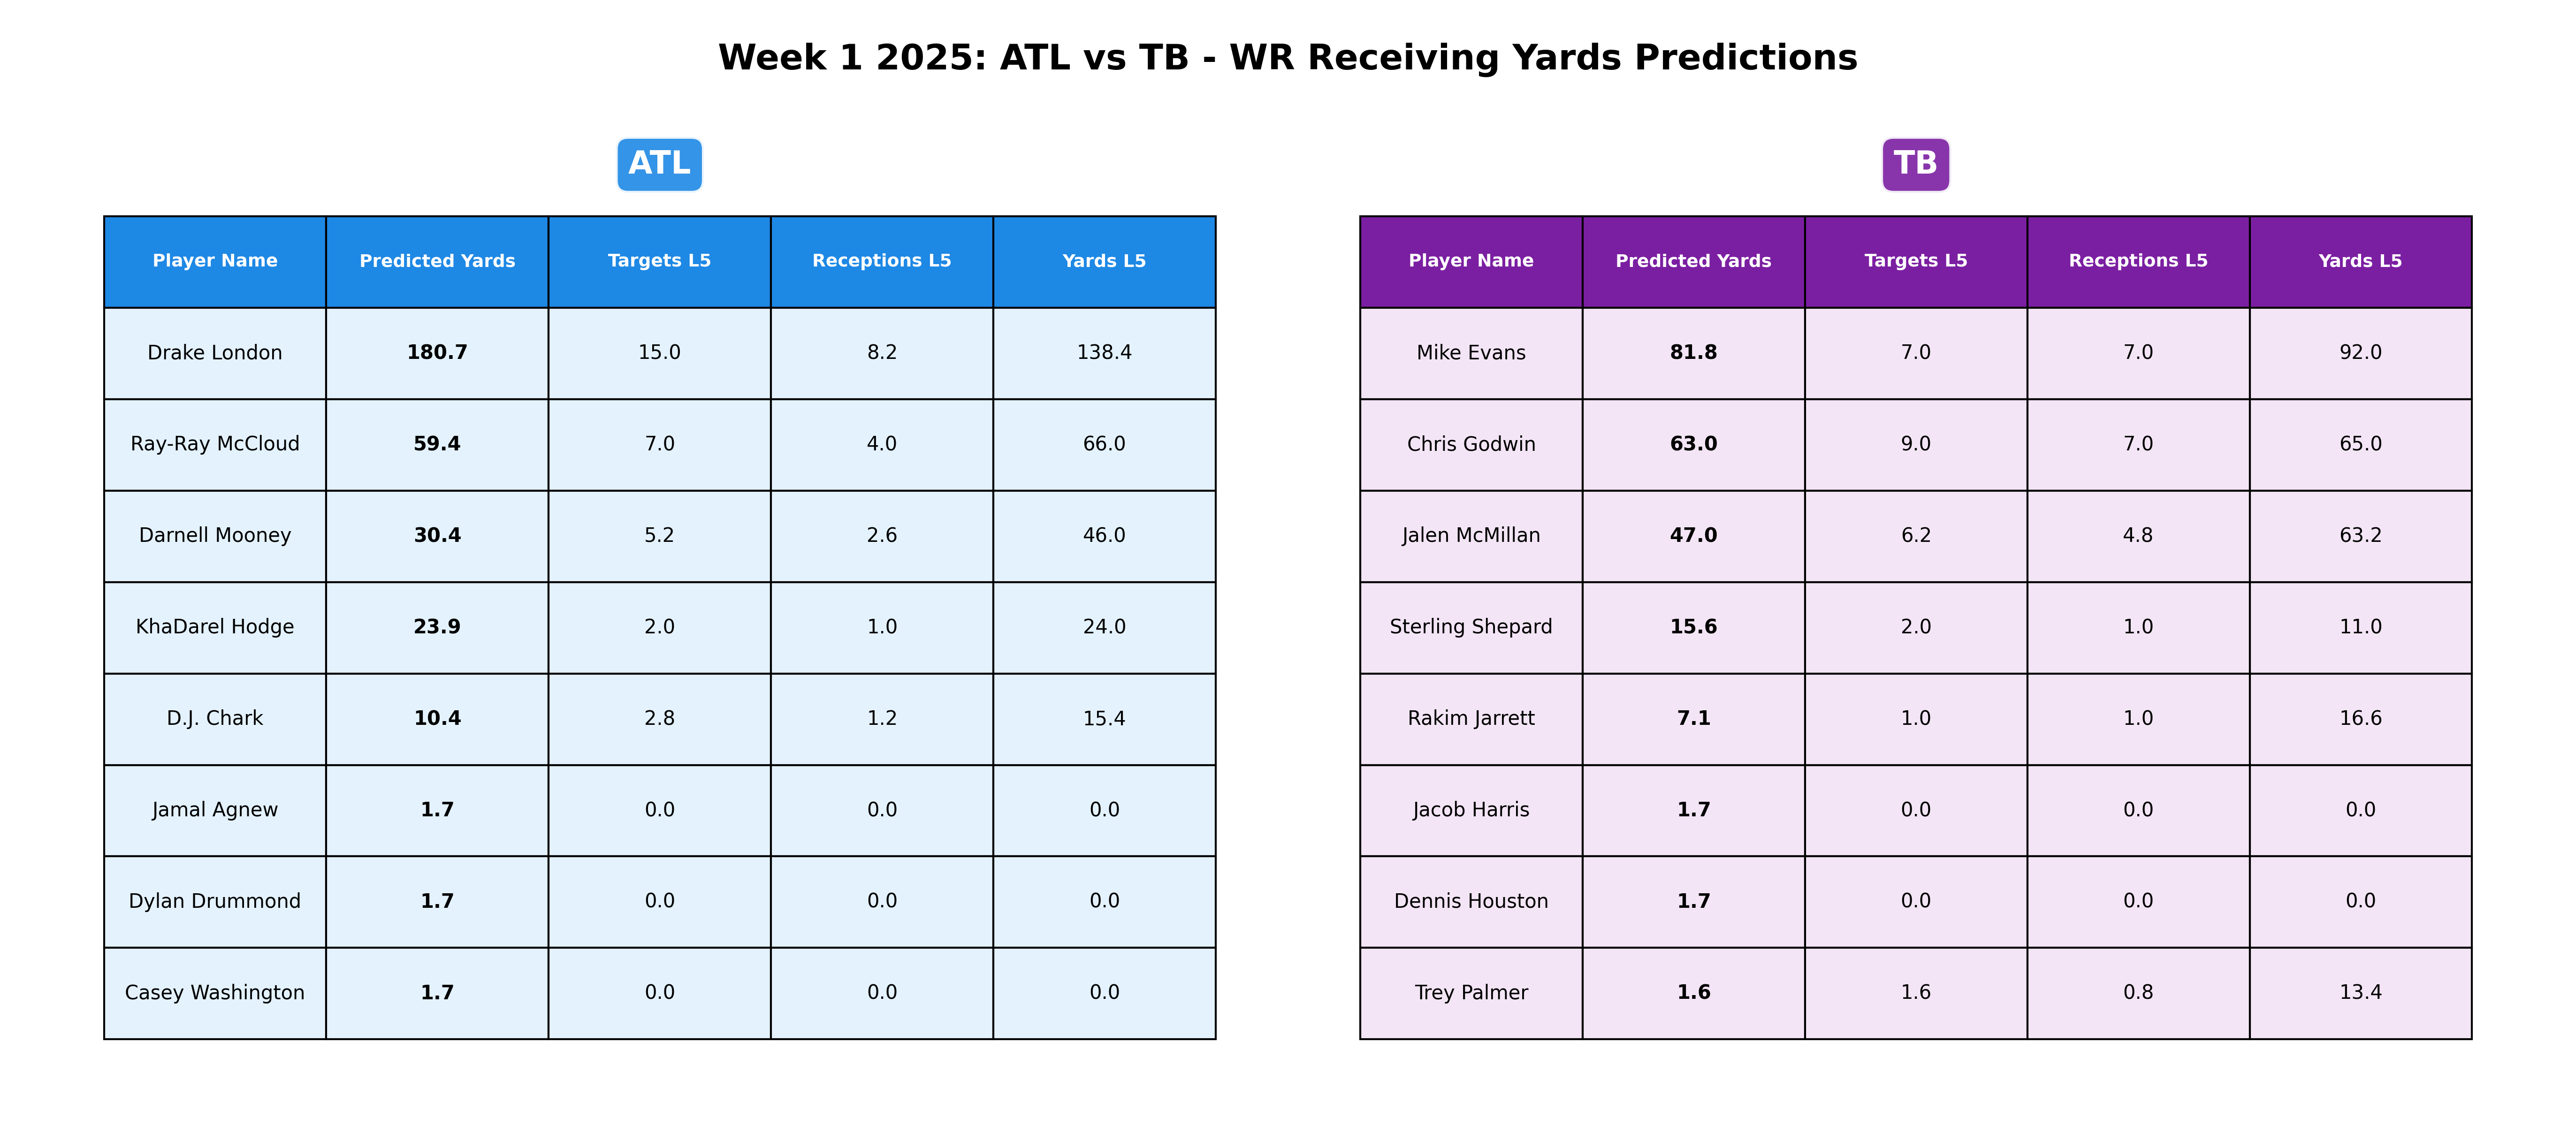 Week 1 2025: ATL vs TB - WR Receiving Yards Predictions
ATL
Player Name Predicted Yards Targets L5 Receptions L5 Yards L5
Drake London 180.7 15.0 8.2 138.4
Ray-Ray McCloud 59.4 7.0 4.0 66.0
Darnell Mooney 30.4 5.2 2.6 46.0
KhaDarel Hodge 23.9 2.0 1.0 24.0
D.J. Chark 10.4 2.8 1.2 15.4
Jamal Agnew 1.7 0.0 0.0 0.0
Dylan Drummond 1.7 0.0 0.0 0.0
Casey Washington 1.7 0.0 0.0 0.0
TB
Player Name Predicted Yards Targets L5 Receptions L5 Yards L5
Mike Evans 81.8 7.0 7.0 92.0
Chris Godwin 63.0 9.0 7.0 65.0
Jalen McMillan 47.0 6.2 4.8 63.2
Sterling Shepard 15.6 2.0 1.0 11.0
Rakim Jarrett 7.1 1.0 1.0 16.6
Jacob Harris 1.7 0.0 0.0 0.0
Dennis Houston 1.7 0.0 0.0 0.0
Trey Palmer 1.6 1.6 0.8 13.4